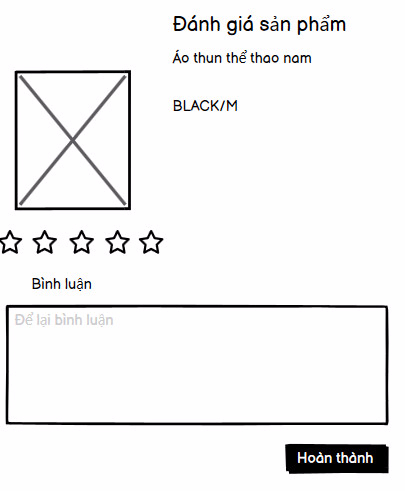 Đánh giá sản phẩm
Áo thun thể thao nam
BLACK/M
Bình luận
Để lại bình luận
Hoàn thành